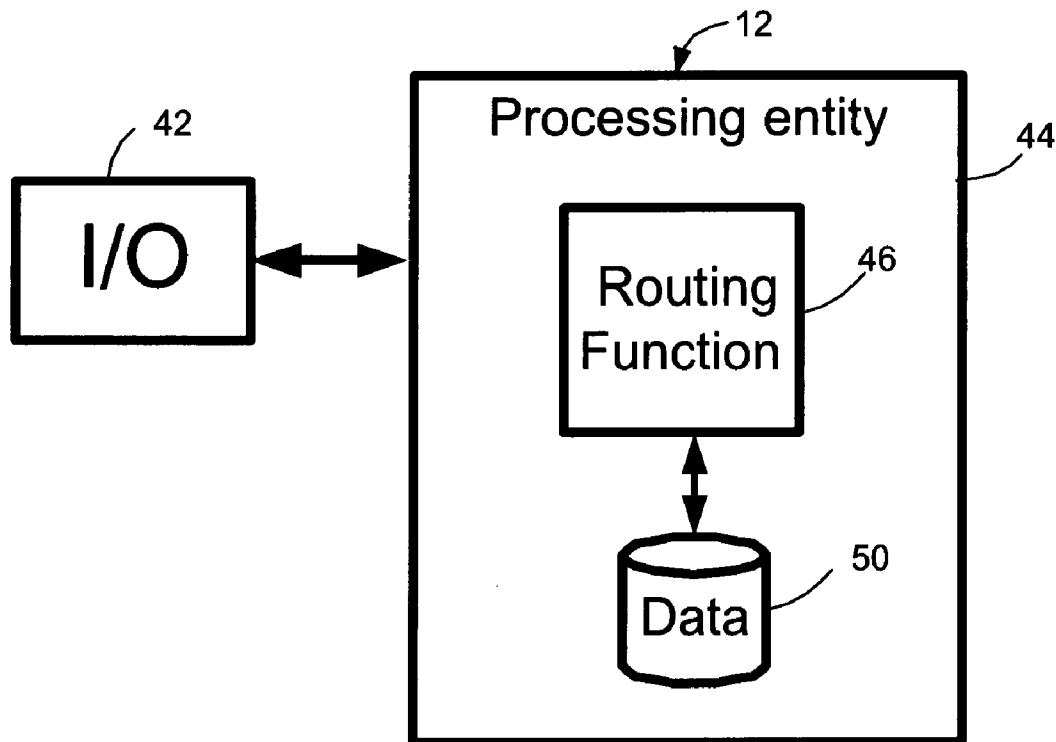 12
Processing entity
42
44
I/O
Routing
Function
46
Data
50